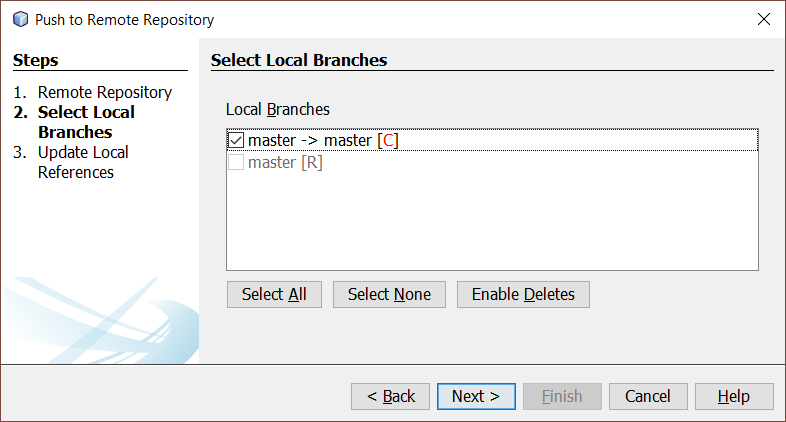 Push to Remote Repository
Steps
1. Remote Repository
2. Select Local
Branches
3. Update Local
References
Select Local Branches
Local Branches
master -> master [C]
master [R]
Select All
Select None
Enable Deletes
< Back
Next >
Finish
Cancel
Help